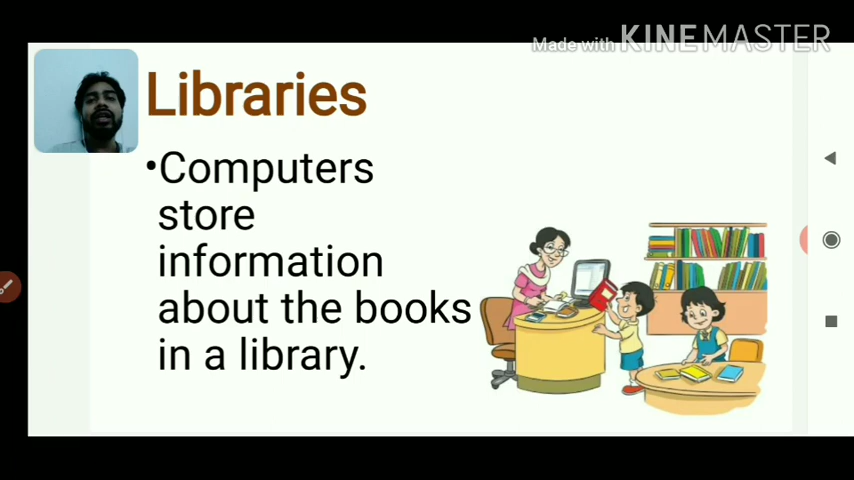 Made with KINEMASTER
Libraries
•Computers
store
information
about the books
in a library.